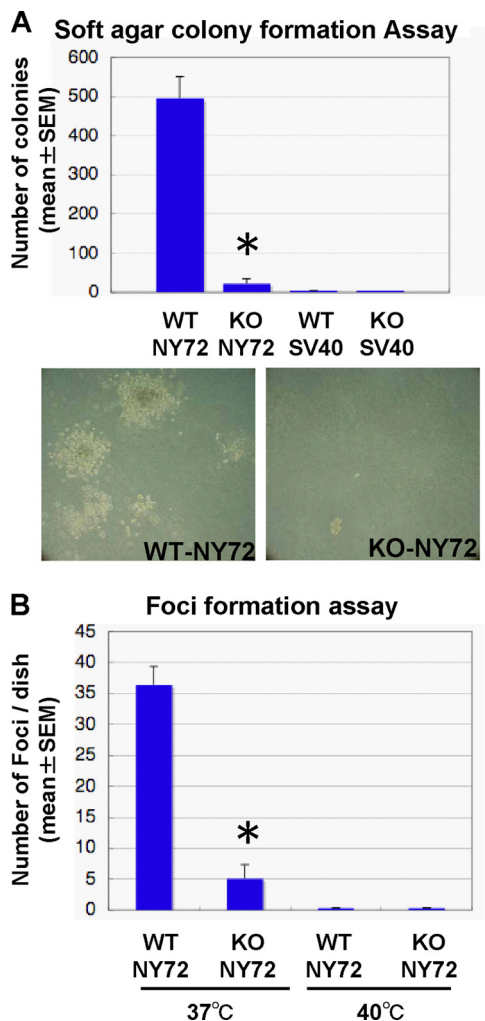 A
Soft agar colony formation Assay
Number of colonies
(mean±SEM)
600
500
400
300
200
100
0
*
WT KO WT KO
NY72 NY72 SV40 SV40
WT-NY72 KO-NY72
B
Foci formation assay
Number of Foci / dish
(mean±SEM)
45
40
35
30
25
20
15
10
5
0
*
WT KO WT KO
NY72 NY72 NY72 NY72
37℃ 40℃